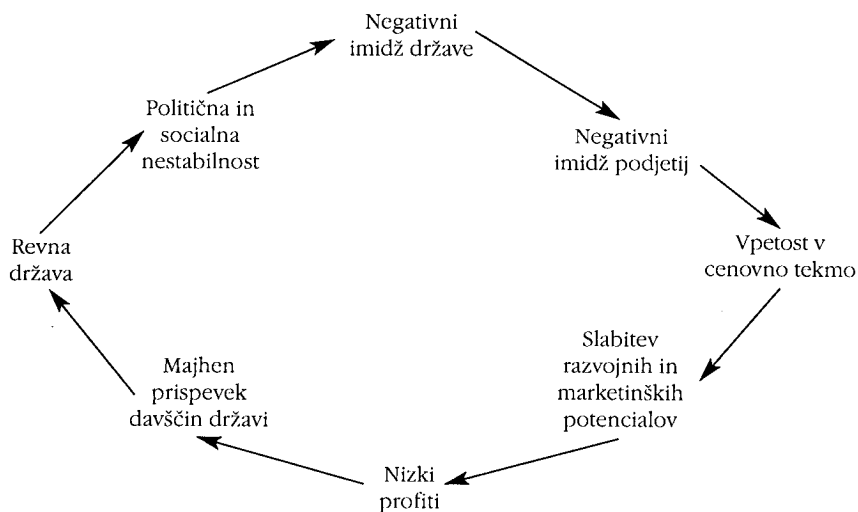 Negativni
imidž države
Politična in
socialna
nestabilnost
Negativni
imidž podjetij
Revna
država
Vpetost v
cenovno tekmo
Majhen
prispevek
davščin državi
Slabitev
razvojnih in
marketinških
potencialov
Nizki
profiti